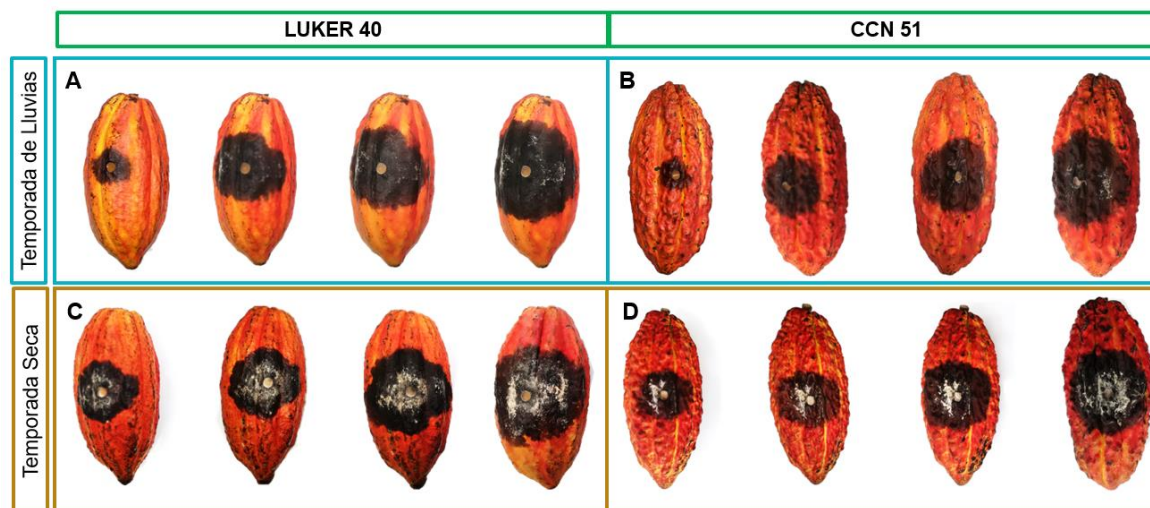 LUKER 40
CCN 51
Temporada de Lluvias
A
B
Temporada Seca
C
D